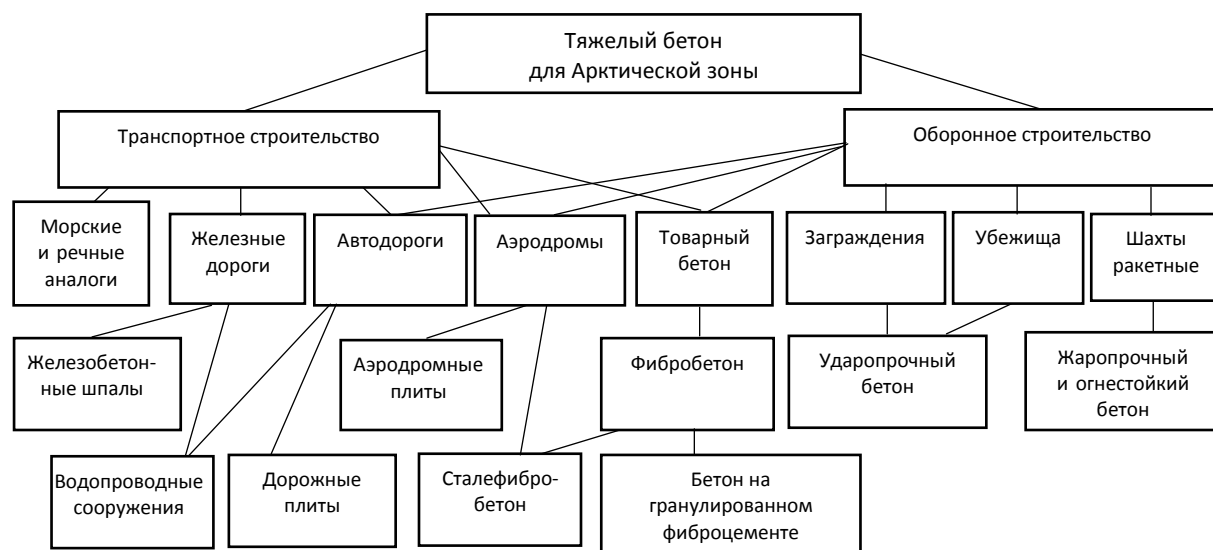 Тяжелый бетон
для Арктической зоны
Транспортное строительство
Оборонное строительство
Морские
и речные
аналоги
Железные
дороги
Автодороги
Аэродромы
Товарный
бетон
Заграждения
Убежища
Шахты
ракетные
Железобетон-
ные шпалы
Аэродромные
плиты
Фибробетон
Ударопрочный
бетон
Жаропрочный
и огнестойкий
бетон
Водопроводные
сооружения
Дорожные
плиты
Сталефибро-
бетон
Бетон на
гранулированном
фиброцементе